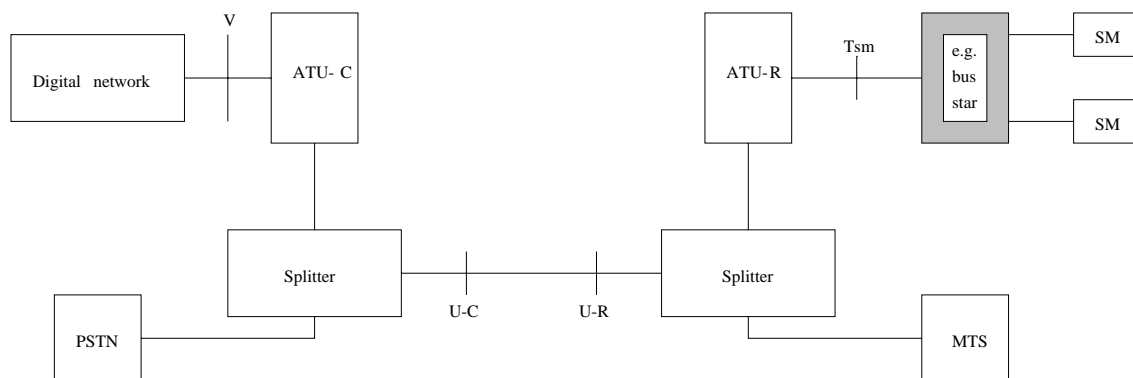 V
Digital network
ATU- C
ATU-R
Tsm
e.g.
bus
star
SM
SM
Splitter
U-C
U-R
Splitter
PSTN
MTS